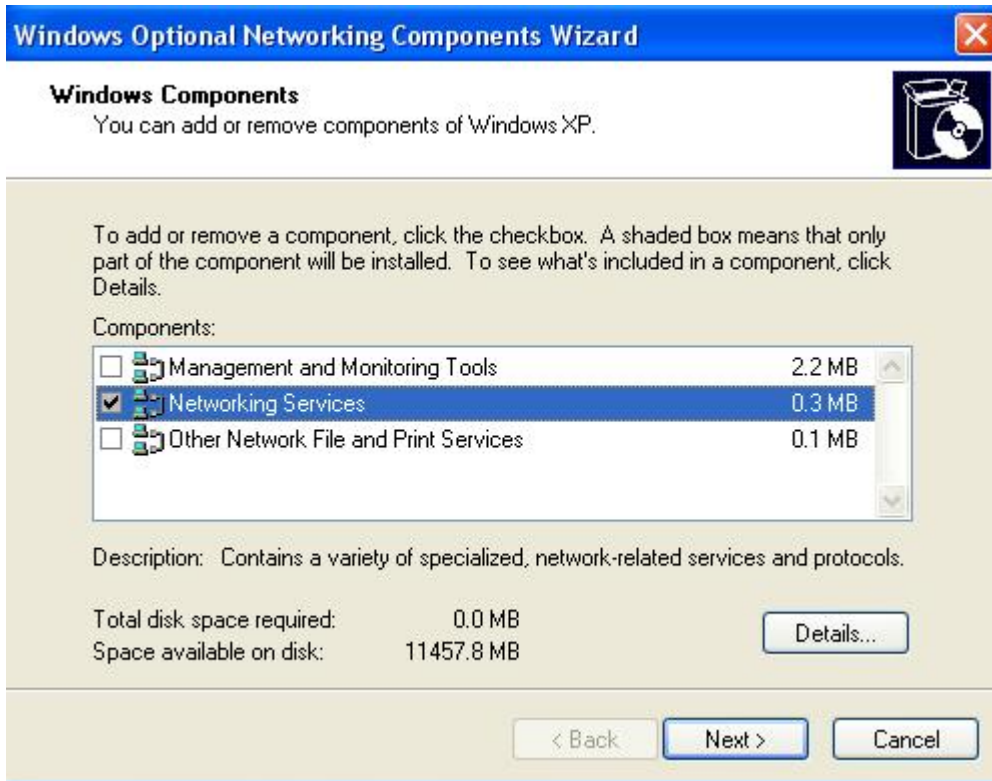 Windows Optional Networking Components Wizard
Windows Components
You can add or remove components of Windows XP.
To add or remove a component, click the checkbox. A shaded box means that only
part of the component will be installed. To see what's included in a component, click
Details.
Components:
Management and Monitoring Tools 2.2 MB
Networking Services 0.3 MB
Other Network File and Print Services 0.1 MB
Description: Contains a variety of specialized, network-related services and protocols.
Total disk space required: 0.0 MB
Space available on disk: 11457.8 MB
Details...
< Back Next > Cancel